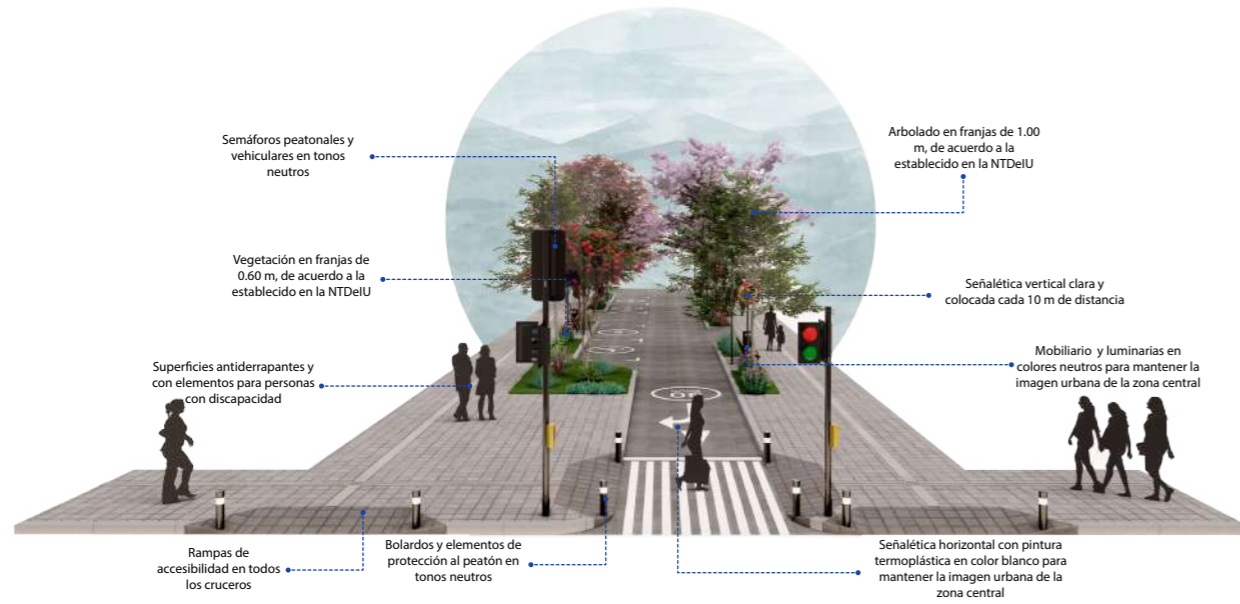 Semáforos peatonales y
vehiculares en tonos
neutros
Arbolado en franjas de 1.00
m, de acuerdo a la
establecido en la NTDeIU
Vegetación en franjas de
0.60 m, de acuerdo a la
establecido en la NTDeIU
Señalética vertical clara y
colocada cada 10 m de distancia
Superficies antiderrapantes y
con elementos para personas
con discapacidad
Mobiliario y luminarias en
colores neutros para mantener la
imagen urbana de la zona central
Rampas de
accesibilidad en todos
los cruceros
Bolardos y elementos de
protección al peatón en
tonos neutros
Señalética horizontal con pintura
termoplástica en color blanco para
mantener la imagen urbana de la
zona central